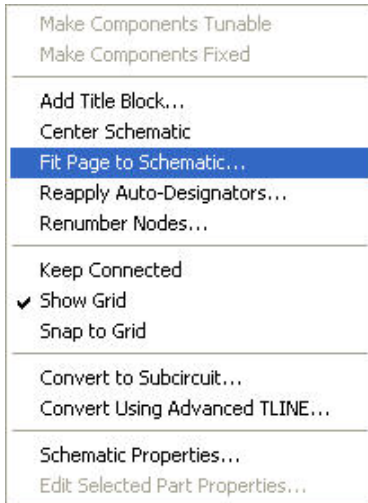 Make Components Tunable
Make Components Fixed
Add Title Block...
Center Schematic
Fit Page to Schematic...
Reapply Auto-Designators...
Renumber Nodes...
Keep Connected
Show Grid
Snap to Grid
Convert to Subcircuit...
Convert Using Advanced TLINE...
Schematic Properties...
Edit Selected Part Properties...